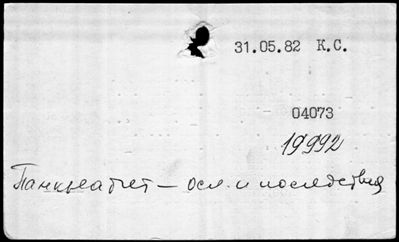 31.05.82 К.С.
04073
19992
Панкреатит — осл. и последствия